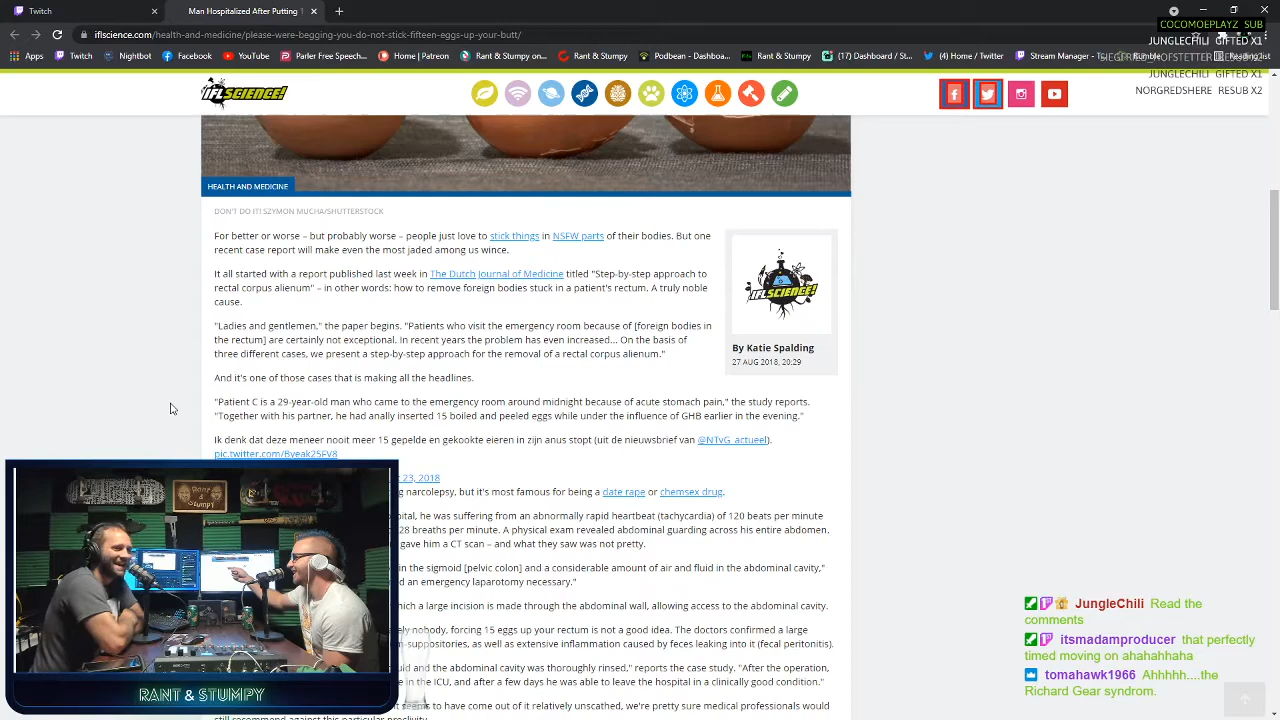 Twitch
Man Hospitalized After Putting 1
COCOMOEPLAYZ SUB
iflscience.com/health-and-medicine/please-were-begging-you-do-not-stick-fifteen-eggs-up-your-butt/
JUNGLECHILI GIFTED X1
Apps
Twitch
Nightbot
Facebook
YouTube
Parler Free Speech...
Home | Patreon
Rant & Stumpy on...
Rant & Stumpy
Podbean - Dashboa...
Rant & Stumpy
(17) Dashboard / St...
(4) Home / Twitter
Stream Manager - T...
JUNGLECHILI GIFTED X1
NORGREDSHERE RESUB X2
IFLSCIENCE!
HEALTH AND MEDICINE
DON'T DO IT! SZYMON MUCHA/SHUTTERSTOCK
For better or worse – but probably worse – people just love to stick things in NSFW parts of their bodies. But one
recent case report will make even the most jaded among us wince.
It all started with a report published last week in The Dutch Journal of Medicine titled "Step-by-step approach to
rectal corpus alienum" – in other words: how to remove foreign bodies stuck in a patient's rectum. A truly noble
cause.
"Ladies and gentlemen," the paper begins. "Patients who visit the emergency room because of [foreign bodies in
the rectum] are certainly not exceptional. In recent years the problem has even increased... On the basis of
three different cases, we present a step-by-step approach for the removal of a rectal corpus alienum."
IFLSCIENCE!
By Katie Spalding
27 AUG 2018, 20:29
And it's one of those cases that is making all the headlines.
"Patient C is a 29-year-old man who came to the emergency room around midnight because of acute stomach pain," the study reports.
"Together with his partner, he had anally inserted 15 boiled and peeled eggs while under the influence of GHB earlier in the evening."
Ik denk dat deze meneer nooit meer 15 gepelde en gekookte eieren in zijn anus stopt (uit de nieuwsbrief van @NTvG_actueel).
pic.twitter.com/Byeak25FV8
23, 2018
narcolepsy, but it's most famous for being a date rape or chemsex drug.
he was suffering from an abnormally rapid heartbeat (tachycardia) of 120 beats per minute
28 breaths per minute. A physical exam revealed abdominal guarding across his entire abdomen.
gave him a CT scan – and what they saw was not pretty.
in the sigmoid [pelvic colon] and a considerable amount of air and fluid in the abdominal cavity,"
an emergency laparotomy necessary."
which a large incision is made through the abdominal wall, allowing access to the abdominal cavity.
nobody, forcing 15 eggs up your rectum is not a good idea. The doctors confirmed a large
as well as extensive inflammation caused by feces leaking into it (fecal peritonitis).
and the abdominal cavity was thoroughly rinsed," reports the case study. "After the operation,
in the ICU, and after a few days he was able to leave the hospital in a clinically good condition."
seems to have come out of it relatively unscathed, we're pretty sure medical professionals would
still recommend against this particular proclivity.
RANT & STUMPY
RANT & STUMPY
JungleChili Read the
comments
itsmadamproducer that perfectly
timed moving on ahahahhaha
tomahawk1966 Ahhhhh....the
Richard Gear syndrom.